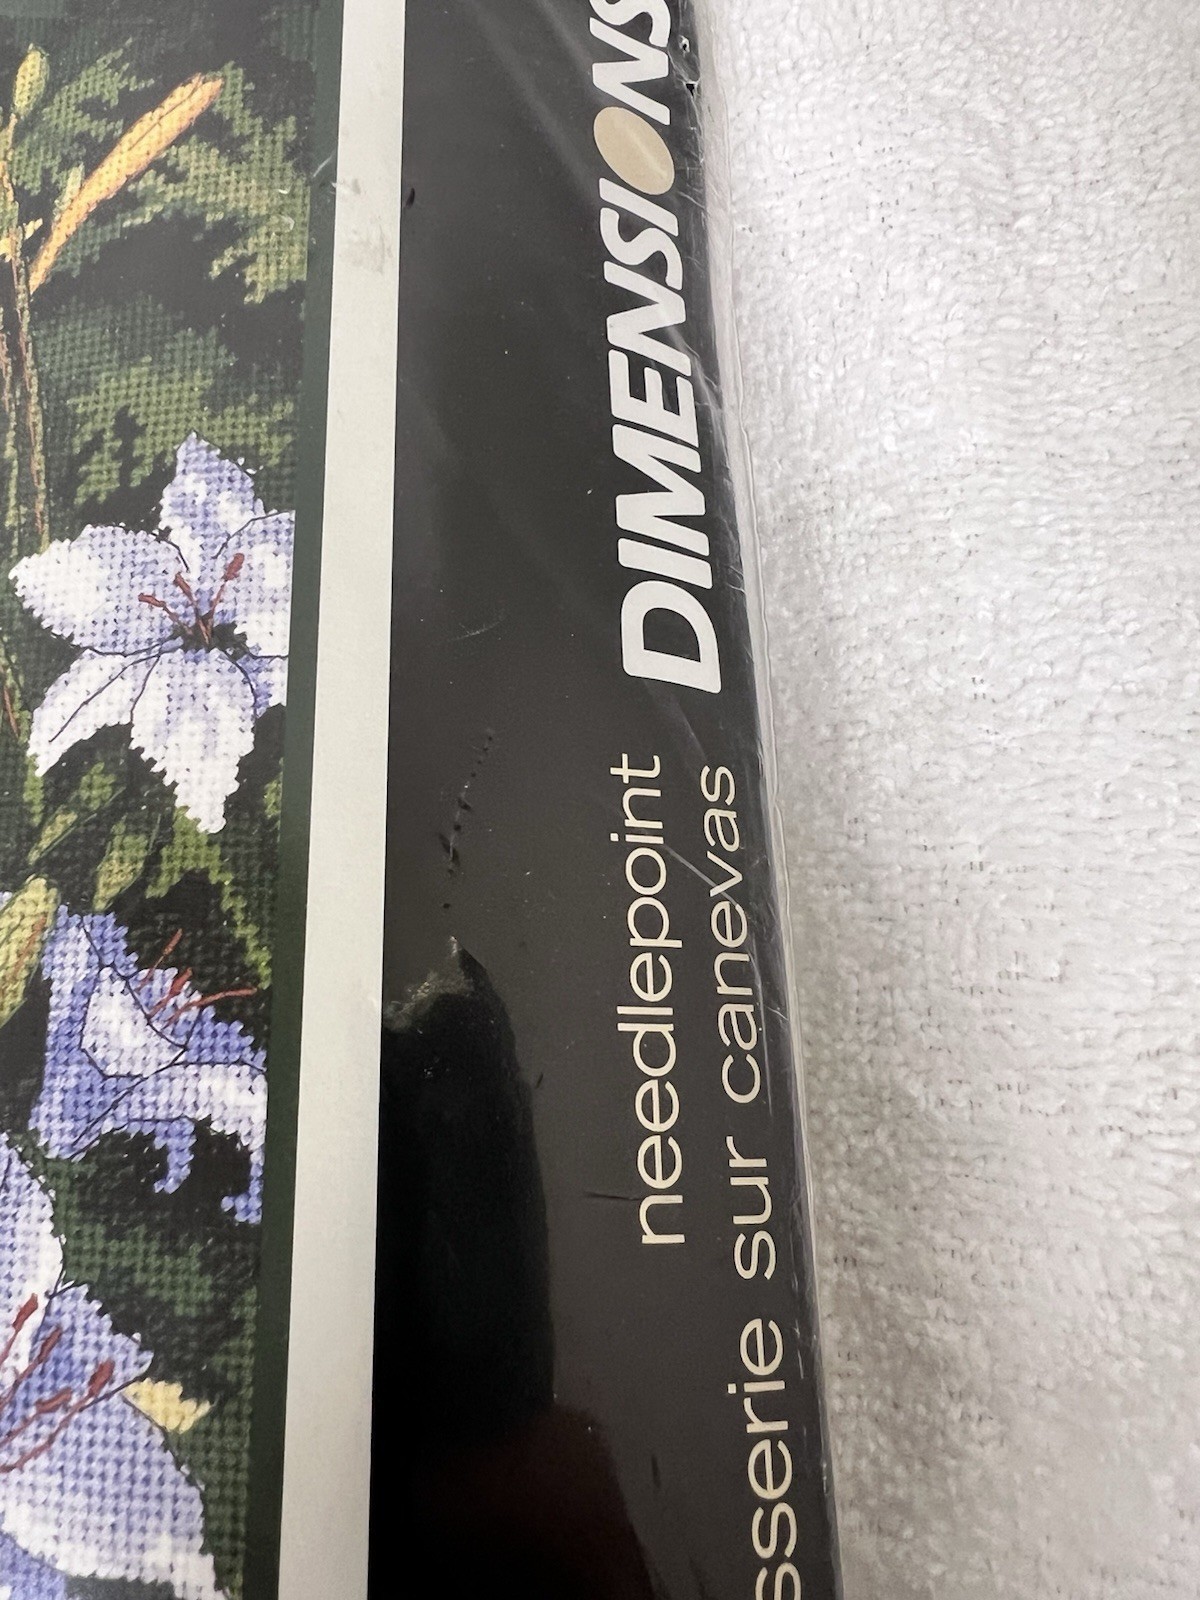 DIMENSIONS
needlepoint
sserie sur canevas